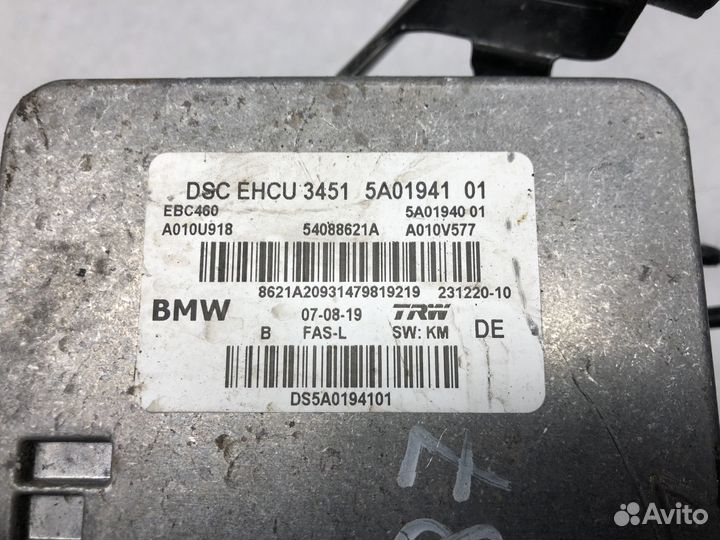 DSC EHCU 3451 5A01941 01
EBC460 5A01940 01
A010U918 54088621A A010V577
8621A20931479819219 231220-10
BMW 07-08-19 TRW DE
B FAS-L SW: KM
DS5A0194101
Avito